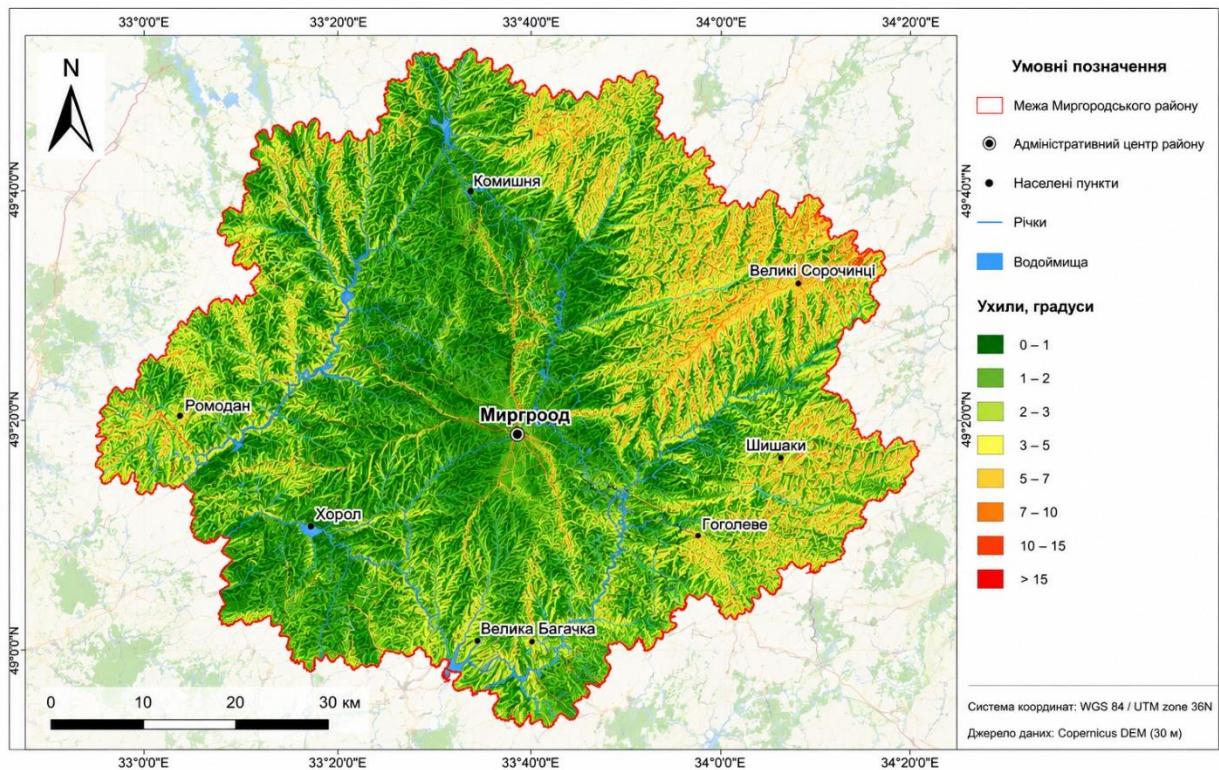 33°0'0"E
33°20'0"E
33°40'0"E
34°0'0"E
34°20'0"E
N
49°40'0"N
49°20'0"N
49°0'0"N
49°40'0"N
49°20'0"N
Комишня
Великі Сорочинці
Ромодан
Миргроод
Шишаки
Хорол
Гоголеве
Велика Багачка
0 10 20 30 км
33°0'0"E
33°20'0"E
33°40'0"E
34°0'0"E
34°20'0"E
Умовні позначення
Межа Миргородського району
Адміністративний центр району
Населені пункти
Річки
Водоймища
Ухили, градуси
0 – 1
1 – 2
2 – 3
3 – 5
5 – 7
7 – 10
10 – 15
> 15
Система координат: WGS 84 / UTM zone 36N
Джерело даних: Copernicus DEM (30 м)